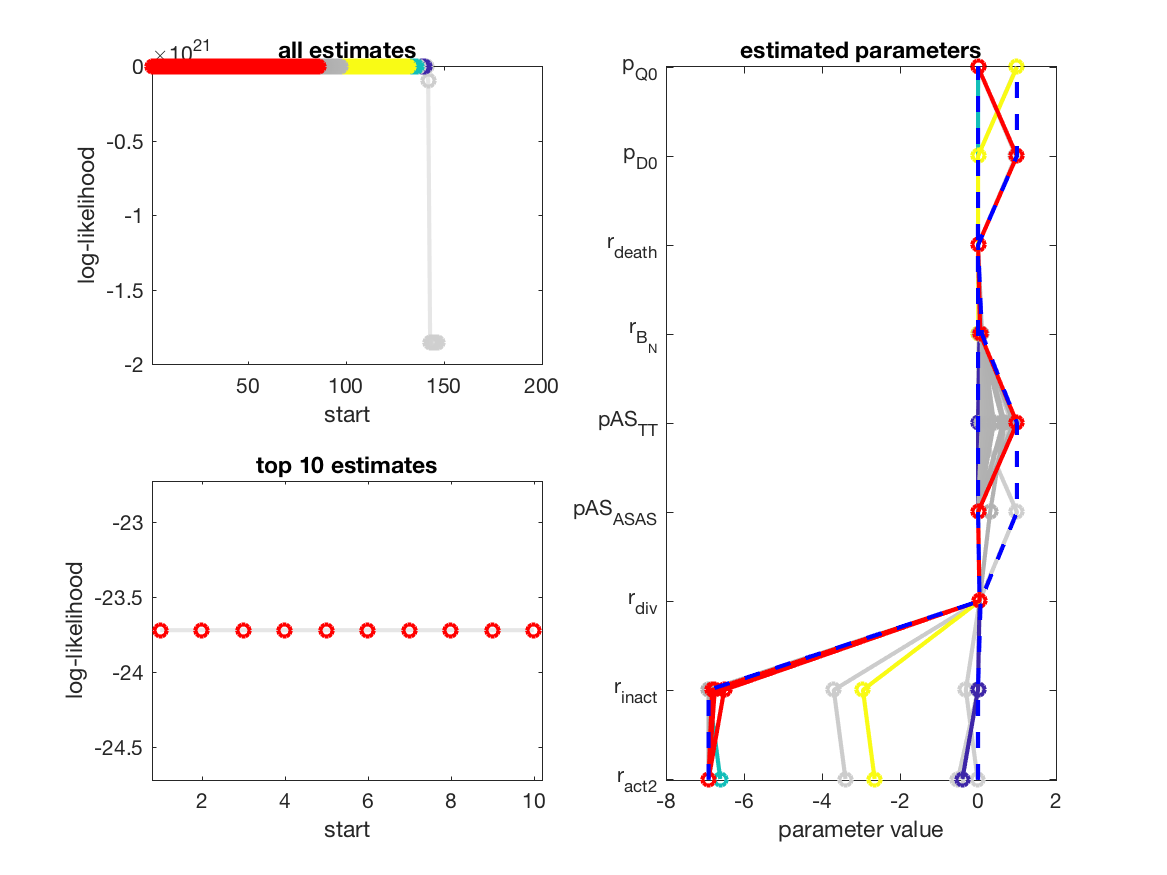 ×10^21
all estimates
0
-0.5
-1
-1.5
-2
50
100
150
200
log-likelihood
start
top 10 estimates
-23
-23.5
-24
-24.5
2
4
6
8
10
log-likelihood
start
estimated parameters
p_Q0
p_D0
r_death
r_B_N
pAS_TT
pAS_ASAS
r_div
r_inact
r_act2
-8
-6
-4
-2
0
2
parameter value